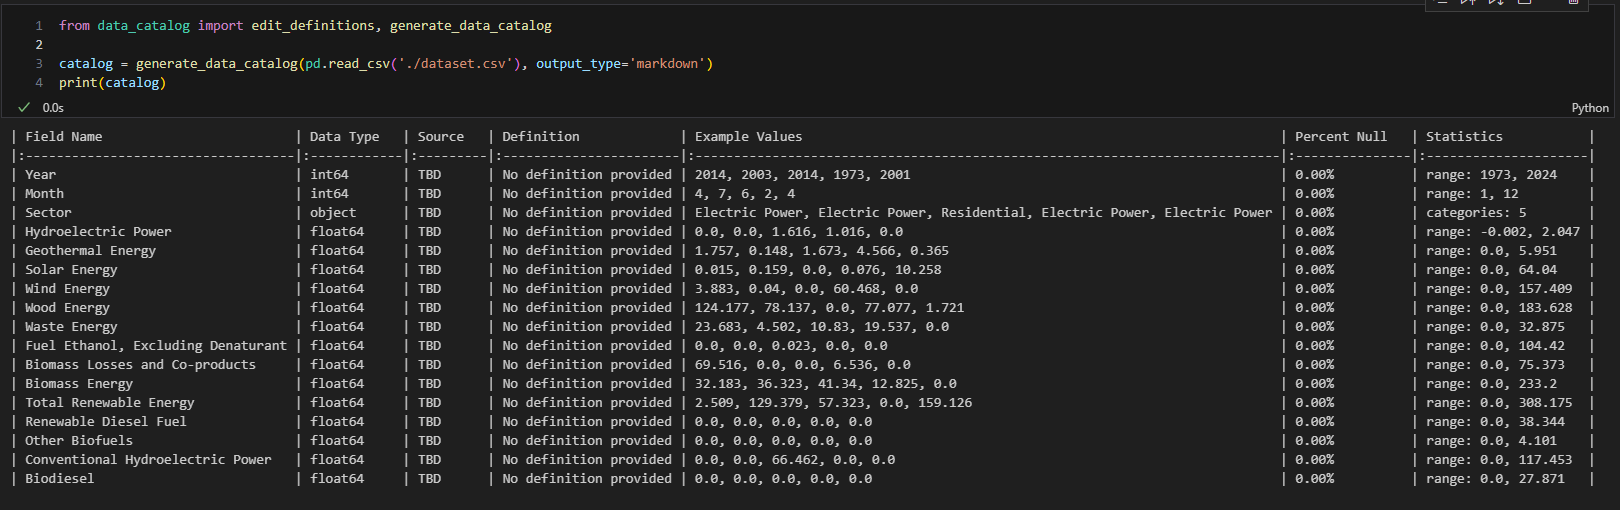 1 from data_catalog import edit_definitions, generate_data_catalog
2
3 catalog = generate_data_catalog(pd.read_csv('./dataset.csv'), output_type='markdown')
4 print(catalog)
0.0s Python
| Field Name | Data Type | Source | Definition | Example Values | Percent Null | Statistics |
|:-----------------------------------|:------------|:---------|:-----------------------|:----------------------------------------------------------------------------|:---------------|:---------------------|
| Year | int64 | TBD | No definition provided | 2014, 2003, 2014, 1973, 2001 | 0.00% | range: 1973, 2024 |
| Month | int64 | TBD | No definition provided | 4, 7, 6, 2, 4 | 0.00% | range: 1, 12 |
| Sector | object | TBD | No definition provided | Electric Power, Electric Power, Residential, Electric Power, Electric Power | 0.00% | categories: 5 |
| Hydroelectric Power | float64 | TBD | No definition provided | 0.0, 0.0, 1.616, 1.016, 0.0 | 0.00% | range: -0.002, 2.047 |
| Geothermal Energy | float64 | TBD | No definition provided | 1.757, 0.148, 1.673, 4.566, 0.365 | 0.00% | range: 0.0, 5.951 |
| Solar Energy | float64 | TBD | No definition provided | 0.015, 0.159, 0.0, 0.076, 10.258 | 0.00% | range: 0.0, 64.04 |
| Wind Energy | float64 | TBD | No definition provided | 3.883, 0.04, 0.0, 60.468, 0.0 | 0.00% | range: 0.0, 157.409 |
| Wood Energy | float64 | TBD | No definition provided | 124.177, 78.137, 0.0, 77.077, 1.721 | 0.00% | range: 0.0, 183.628 |
| Waste Energy | float64 | TBD | No definition provided | 23.683, 4.502, 10.83, 19.537, 0.0 | 0.00% | range: 0.0, 32.875 |
| Fuel Ethanol, Excluding Denaturant | float64 | TBD | No definition provided | 0.0, 0.0, 0.023, 0.0, 0.0 | 0.00% | range: 0.0, 104.42 |
| Biomass Losses and Co-products | float64 | TBD | No definition provided | 69.516, 0.0, 0.0, 6.536, 0.0 | 0.00% | range: 0.0, 75.373 |
| Biomass Energy | float64 | TBD | No definition provided | 32.183, 36.323, 41.34, 12.825, 0.0 | 0.00% | range: 0.0, 233.2 |
| Total Renewable Energy | float64 | TBD | No definition provided | 2.509, 129.379, 57.323, 0.0, 159.126 | 0.00% | range: 0.0, 308.175 |
| Renewable Diesel Fuel | float64 | TBD | No definition provided | 0.0, 0.0, 0.0, 0.0, 0.0 | 0.00% | range: 0.0, 38.344 |
| Other Biofuels | float64 | TBD | No definition provided | 0.0, 0.0, 0.0, 0.0, 0.0 | 0.00% | range: 0.0, 4.101 |
| Conventional Hydroelectric Power | float64 | TBD | No definition provided | 0.0, 0.0, 66.462, 0.0, 0.0 | 0.00% | range: 0.0, 117.453 |
| Biodiesel | float64 | TBD | No definition provided | 0.0, 0.0, 0.0, 0.0, 0.0 | 0.00% | range: 0.0, 27.871 |